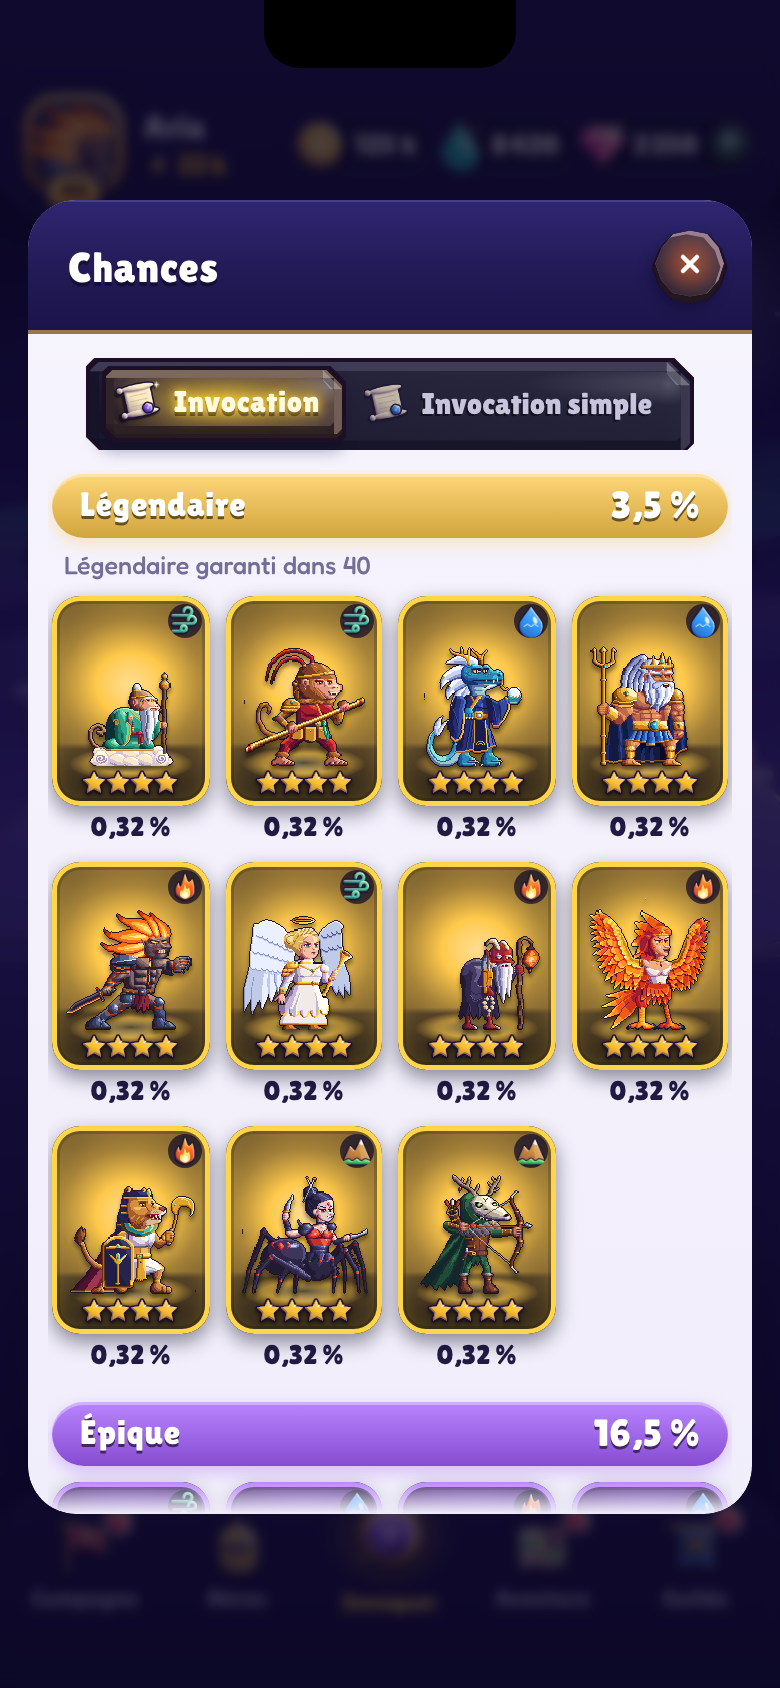 Chances
Invocation
Invocation simple
Légendaire
3,5 %
Légendaire garanti dans 40
0,32 %
0,32 %
0,32 %
0,32 %
0,32 %
0,32 %
0,32 %
0,32 %
0,32 %
0,32 %
0,32 %
Épique
16,5 %